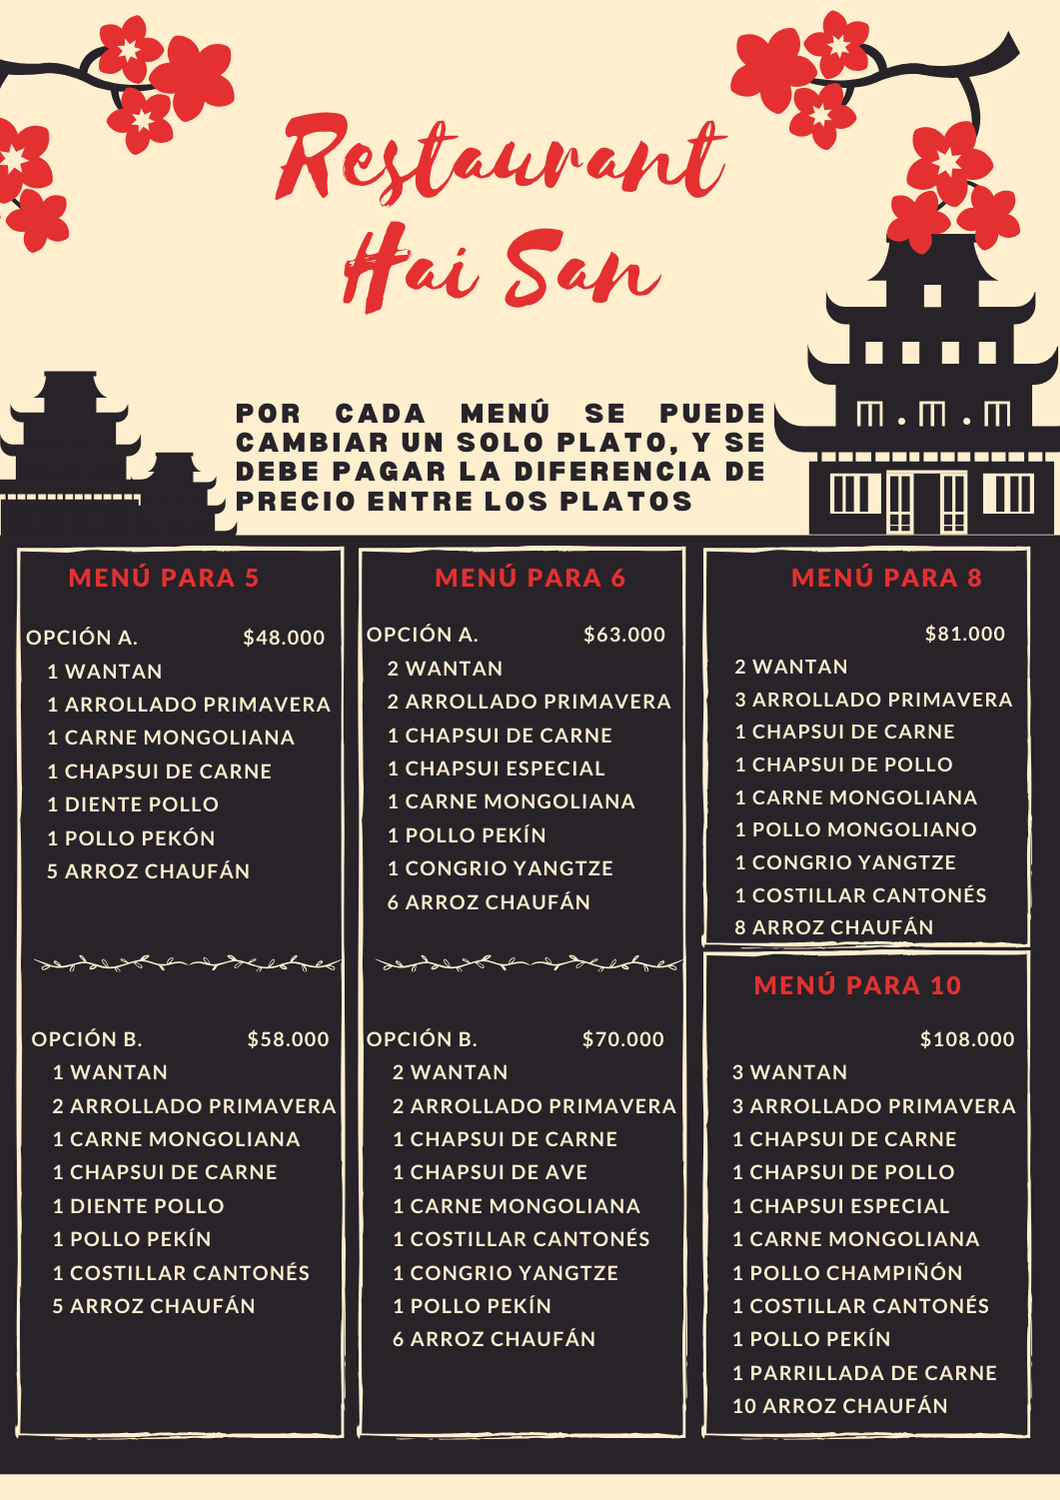 Restaurant
Hai San
POR CADA MENÚ SE PUEDE
CAMBIAR UN SOLO PLATO, Y SE
DEBE PAGAR LA DIFERENCIA DE
PRECIO ENTRE LOS PLATOS
MENÚ PARA 5
OPCIÓN A. $48.000
1 WANTAN
1 ARROLLADO PRIMAVERA
1 CARNE MONGOLIANA
1 CHAPSUI DE CARNE
1 DIENTE POLLO
1 POLLO PEKÓN
5 ARROZ CHAUFÁN
OPCIÓN B. $58.000
1 WANTAN
2 ARROLLADO PRIMAVERA
1 CARNE MONGOLIANA
1 CHAPSUI DE CARNE
1 DIENTE POLLO
1 POLLO PEKÍN
1 COSTILLAR CANTONÉS
5 ARROZ CHAUFÁN
MENÚ PARA 6
OPCIÓN A. $63.000
2 WANTAN
2 ARROLLADO PRIMAVERA
1 CHAPSUI DE CARNE
1 CHAPSUI ESPECIAL
1 CARNE MONGOLIANA
1 POLLO PEKÍN
1 CONGRIO YANGTZE
6 ARROZ CHAUFÁN
OPCIÓN B. $70.000
2 WANTAN
2 ARROLLADO PRIMAVERA
1 CHAPSUI DE CARNE
1 CHAPSUI DE AVE
1 CARNE MONGOLIANA
1 COSTILLAR CANTONÉS
1 CONGRIO YANGTZE
1 POLLO PEKÍN
6 ARROZ CHAUFÁN
MENÚ PARA 8
$81.000
2 WANTAN
3 ARROLLADO PRIMAVERA
1 CHAPSUI DE CARNE
1 CHAPSUI DE POLLO
1 CARNE MONGOLIANA
1 POLLO MONGOLIANO
1 CONGRIO YANGTZE
1 COSTILLAR CANTONÉS
8 ARROZ CHAUFÁN
MENÚ PARA 10
$108.000
3 WANTAN
3 ARROLLADO PRIMAVERA
1 CHAPSUI DE CARNE
1 CHAPSUI DE POLLO
1 CHAPSUI ESPECIAL
1 CARNE MONGOLIANA
1 POLLO CHAMPIÑÓN
1 COSTILLAR CANTONÉS
1 POLLO PEKÍN
1 PARRILLADA DE CARNE
10 ARROZ CHAUFÁN